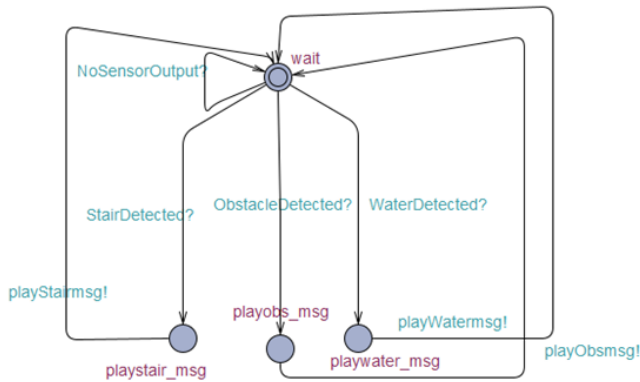 wait
NoSensorOutput?
StairDetected?
ObstacleDetected?
WaterDetected?
playStairmsg!
playobs_msg
playWatermsg!
playObsmsg!
playstair_msg
playwater_msg